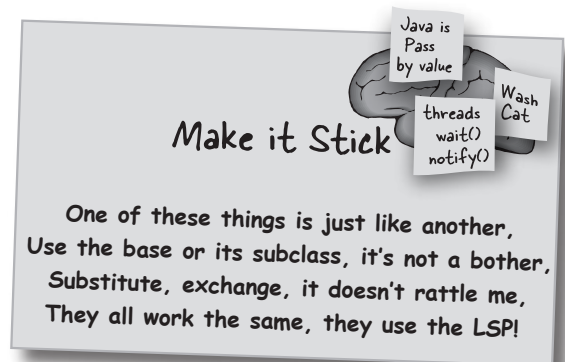 Java is
Pass
by value
Wash
Cat
threads
wait()
notify()
Make it Stick
One of these things is just like another,
Use the base or its subclass, it's not a bother,
Substitute, exchange, it doesn't rattle me,
They all work the same, they use the LSP!